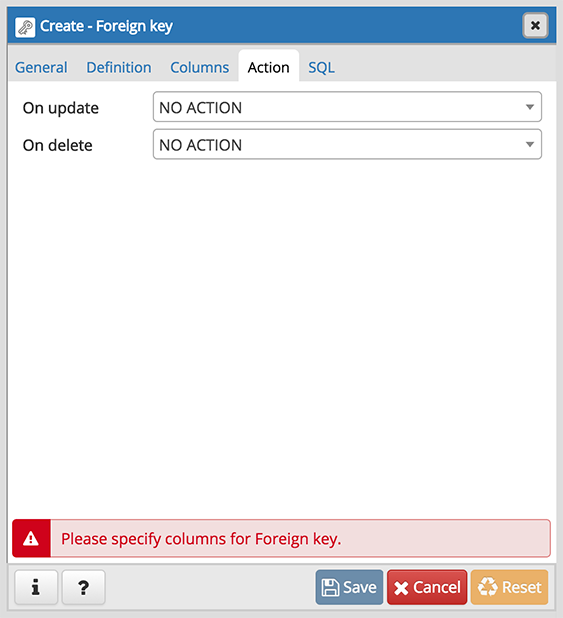 Create - Foreign key
General Definition Columns Action SQL
On update NO ACTION
On delete NO ACTION
Please specify columns for Foreign key.
i ? Save Cancel Reset